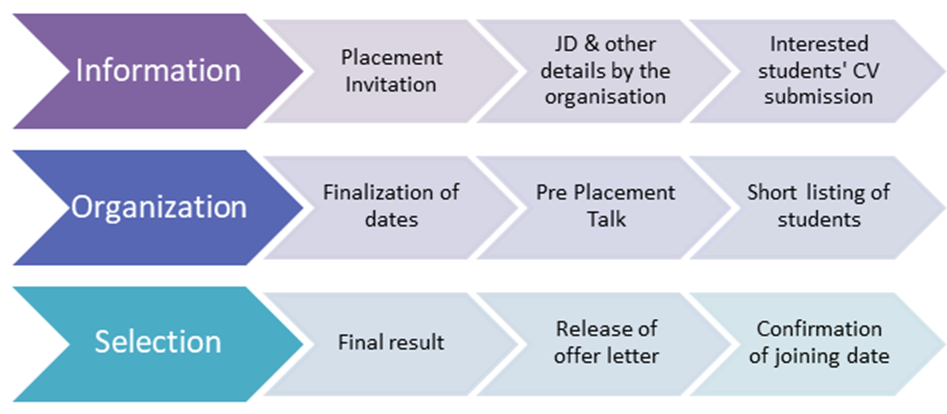 Information
Placement
Invitation
JD & other
details by the
organisation
Interested
students' CV
submission
Organization
Finalization of
dates
Pre Placement
Talk
Short listing of
students
Selection
Final result
Release of
offer letter
Confirmation
of joining date